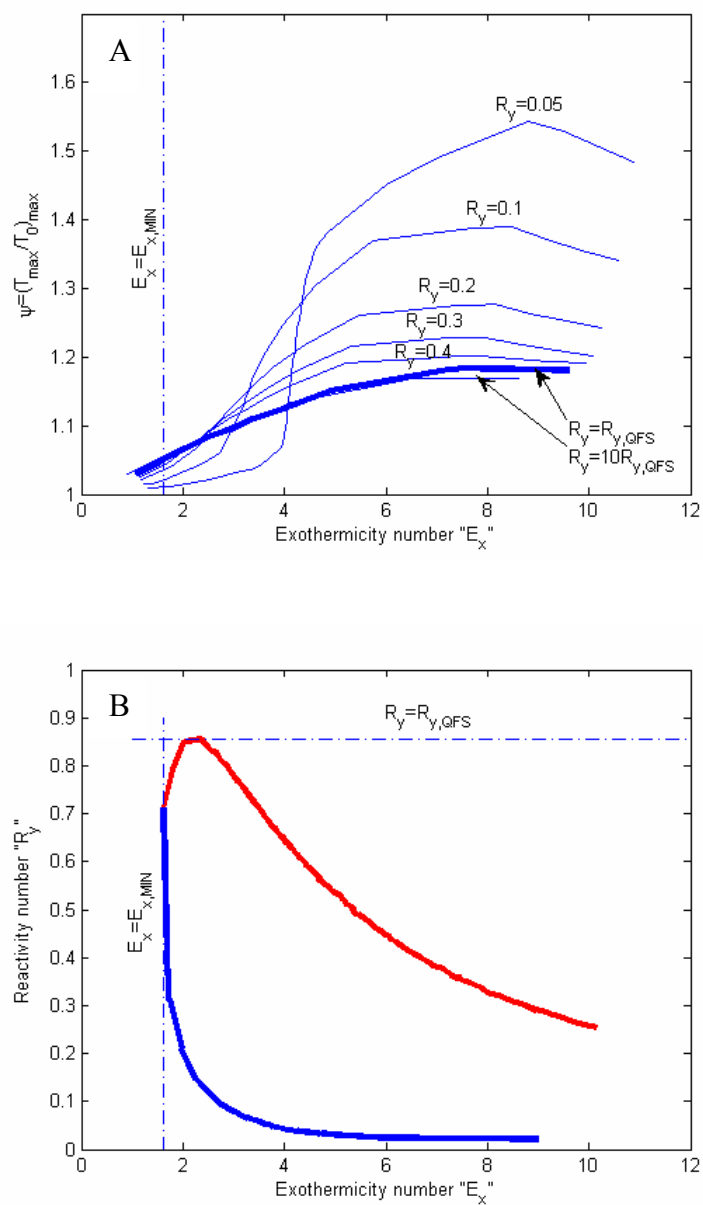 A
1.6
1.5
1.4
1.3
1.2
1.1
1
ψ=(T_max/T_0)_max
E_x=E_x,MIN
R_y=0.05
R_y=0.1
R_y=0.2
R_y=0.3
R_y=0.4
R_y=R_y,QFS
R_y=10R_y,QFS
0 2 4 6 8 10 12
Exothermicity number "E_x"
B
1
0.9
0.8
0.7
0.6
0.5
0.4
0.3
0.2
0.1
0
Reactivity number "R_y"
E_x=E_x,MIN
R_y=R_y,QFS
0 2 4 6 8 10 12
Exothermicity number "E_x"